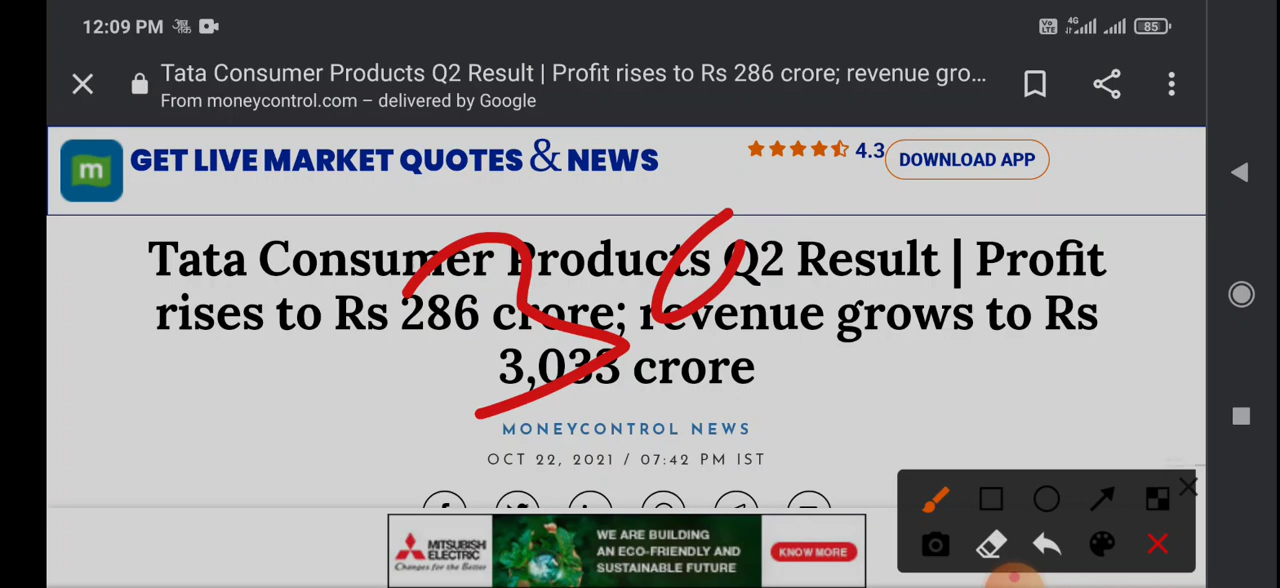 12:09 PM
4G
Vo LTE
85
Tata Consumer Products Q2 Result | Profit rises to Rs 286 crore; revenue gro...
From moneycontrol.com – delivered by Google
m
GET LIVE MARKET QUOTES & NEWS
4.3
DOWNLOAD APP
Tata Consumer Products Q2 Result | Profit
rises to Rs 286 crore; revenue grows to Rs
3,033 crore
MONEYCONTROL NEWS
OCT 22, 2021 / 07:42 PM IST
MITSUBISHI
ELECTRIC
Changes for the Better
WE ARE BUILDING
AN ECO-FRIENDLY AND
SUSTAINABLE FUTURE
KNOW MORE